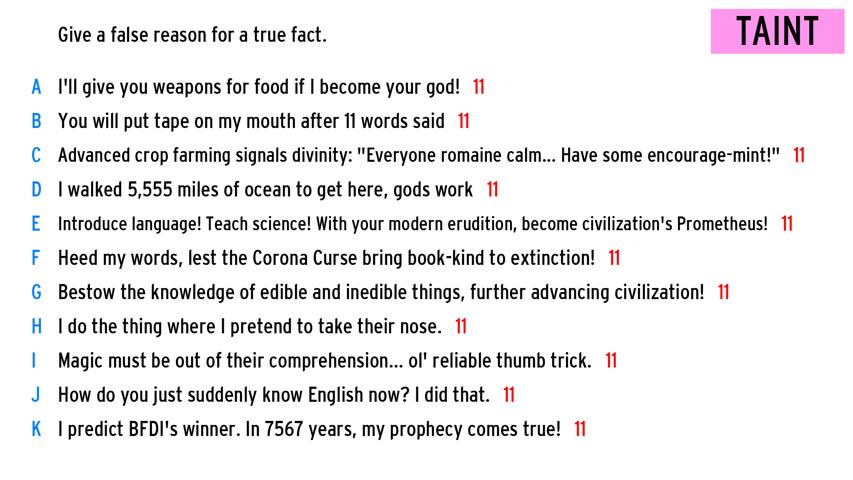 Give a false reason for a true fact.
TAINT
A I'll give you weapons for food if I become your god! 11
B You will put tape on my mouth after 11 words said 11
C Advanced crop farming signals divinity: "Everyone romaine calm... Have some encourage-mint!" 11
D I walked 5,555 miles of ocean to get here, gods work 11
E Introduce language! Teach science! With your modern erudition, become civilization's Prometheus! 11
F Heed my words, lest the Corona Curse bring book-kind to extinction! 11
G Bestow the knowledge of edible and inedible things, further advancing civilization! 11
H I do the thing where I pretend to take their nose. 11
I Magic must be out of their comprehension... ol' reliable thumb trick. 11
J How do you just suddenly know English now? I did that. 11
K I predict BFDI's winner. In 7567 years, my prophecy comes true! 11